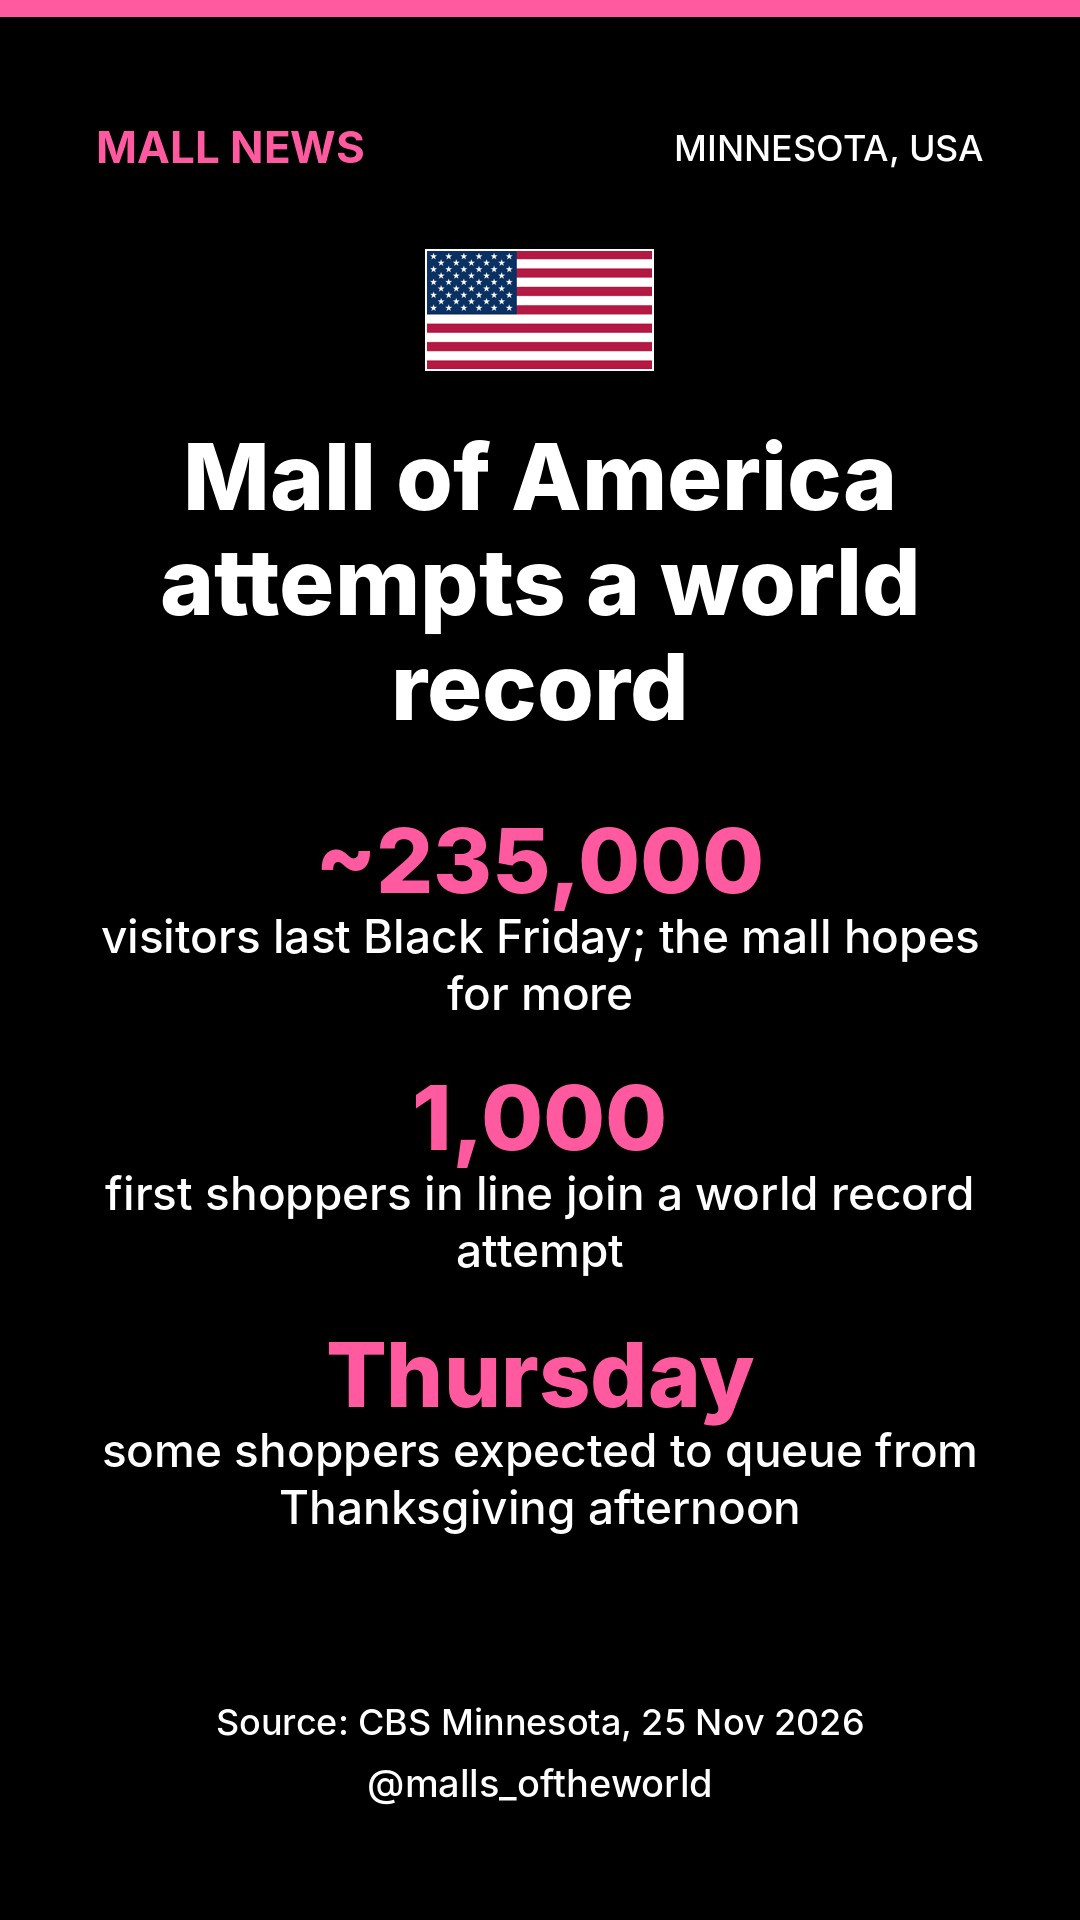 MALL NEWS
MINNESOTA, USA
Mall of America
attempts a world
record
~235,000
visitors last Black Friday; the mall hopes
for more
1,000
first shoppers in line join a world record
attempt
Thursday
some shoppers expected to queue from
Thanksgiving afternoon
Source: CBS Minnesota, 25 Nov 2026
@malls_oftheworld